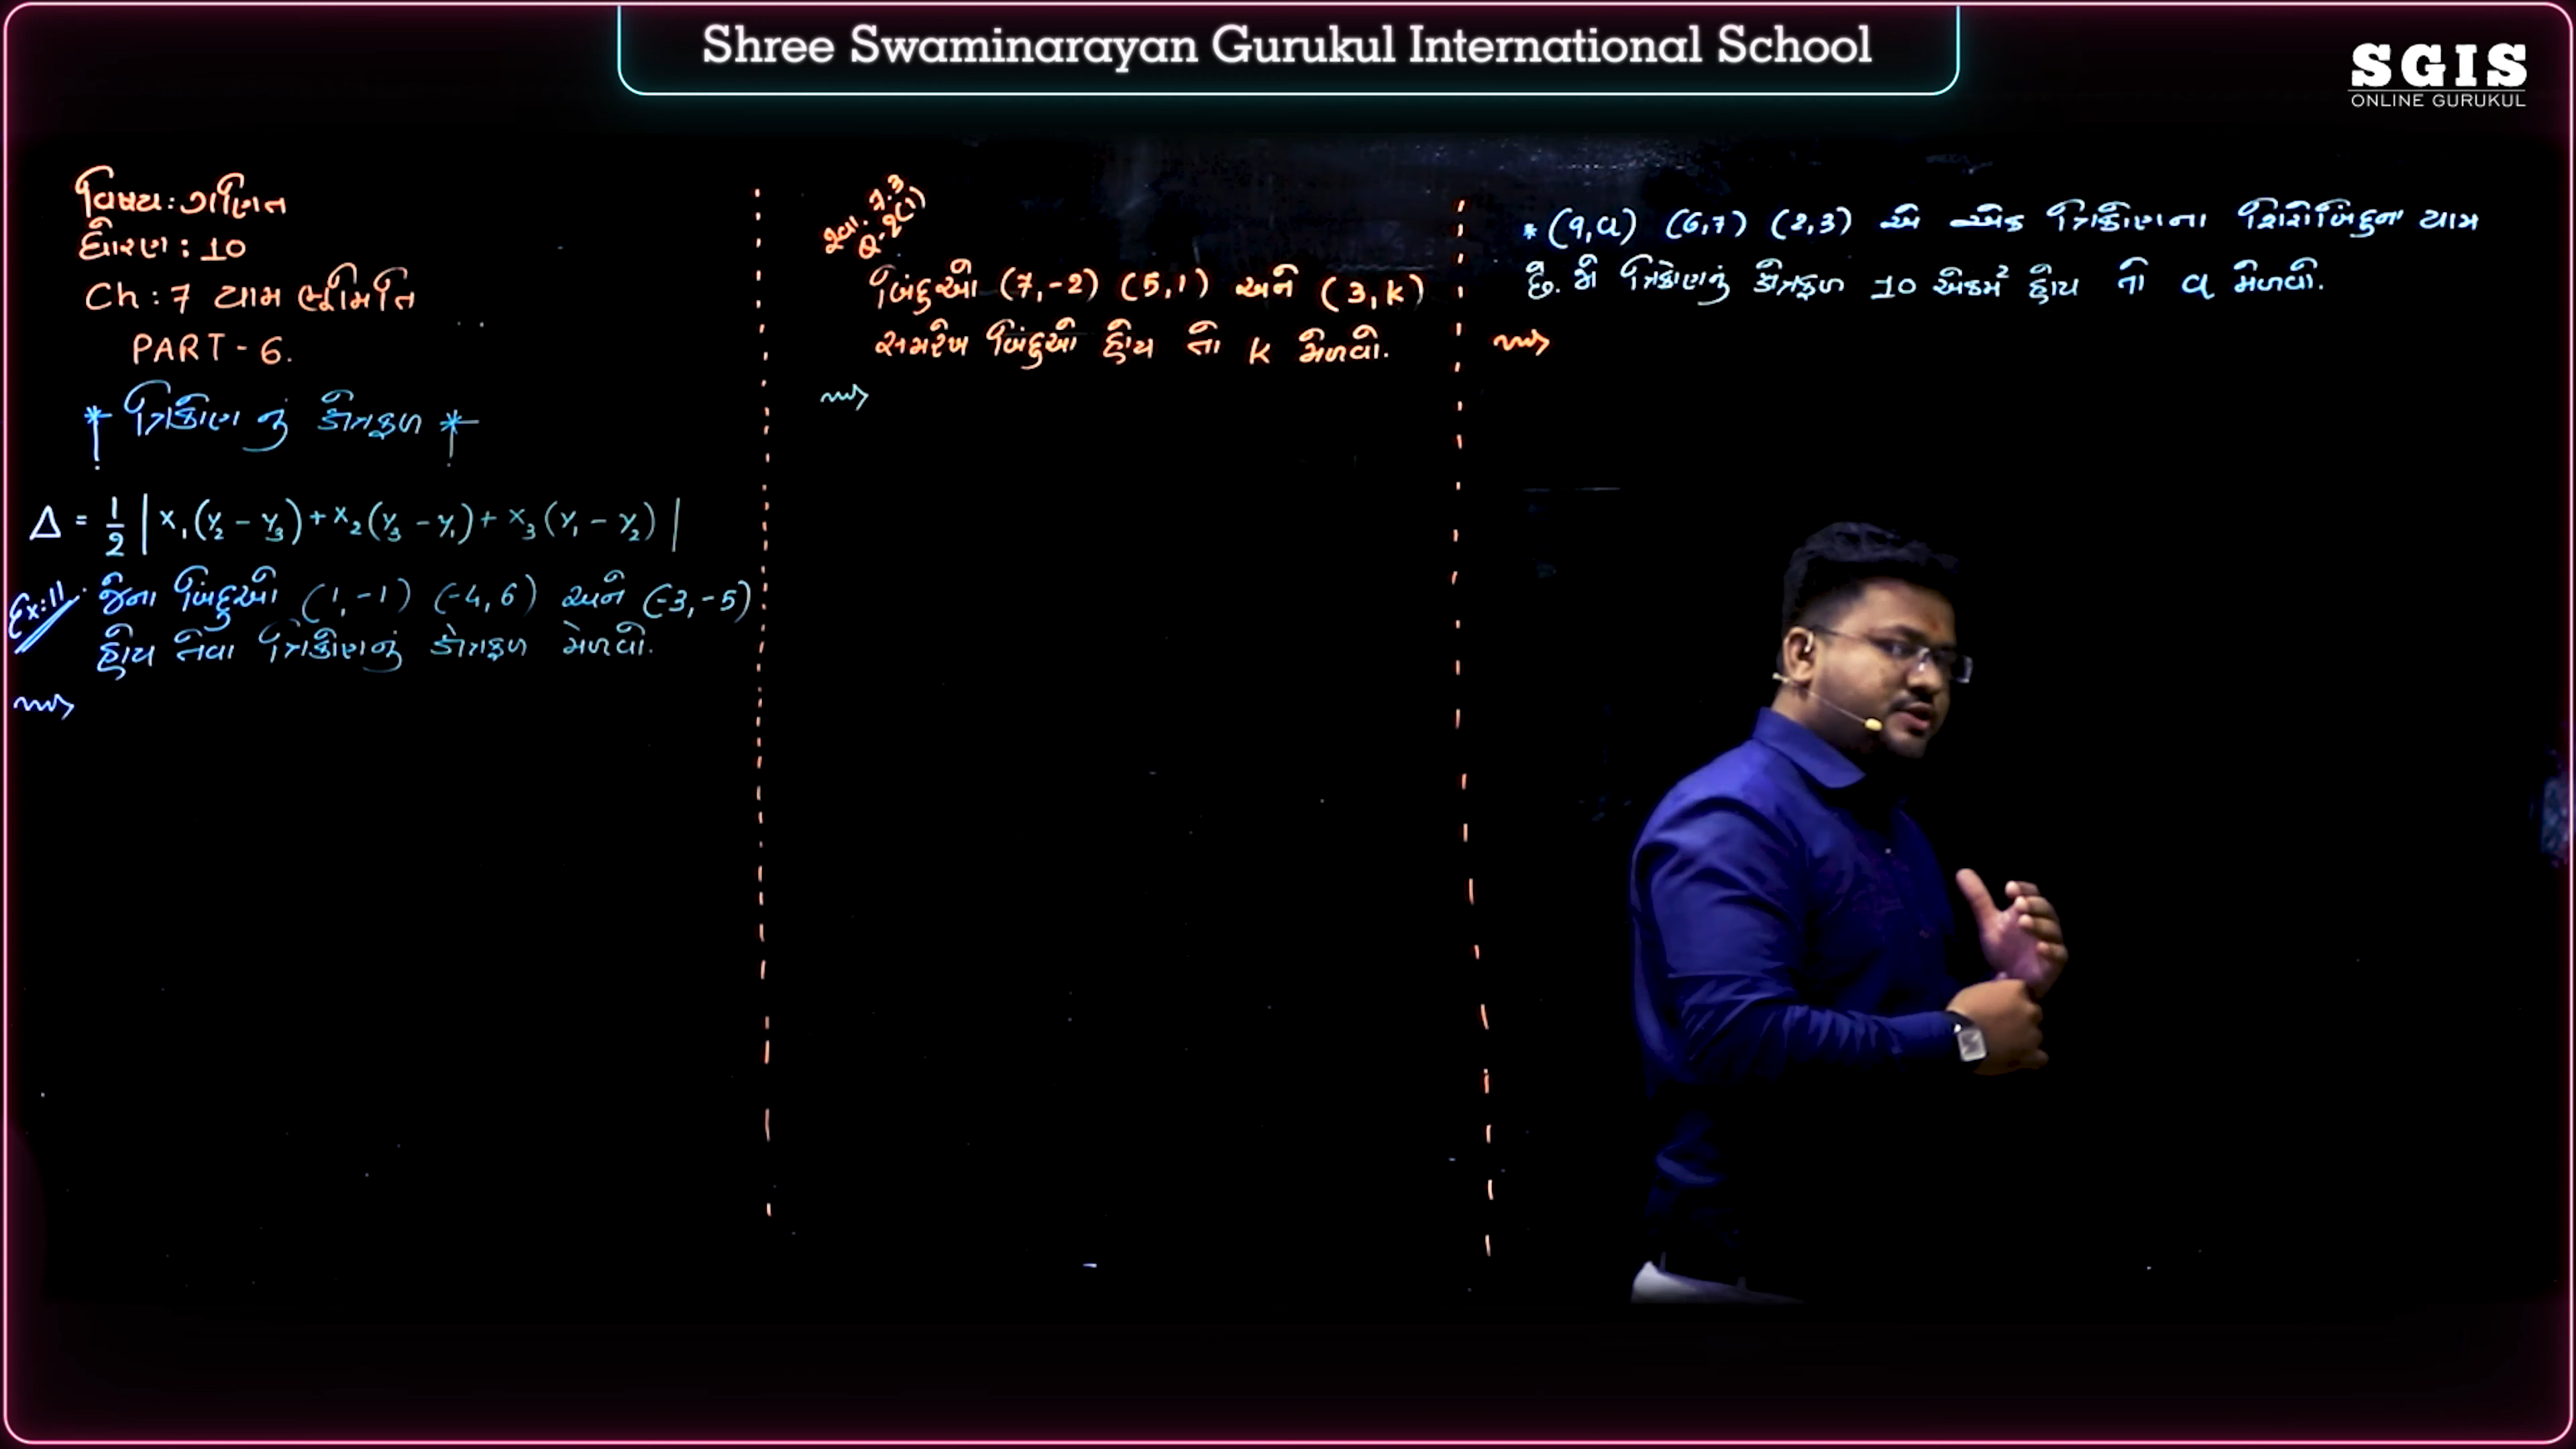 Shree Swaminarayan Gurukul International School
SGIS
ONLINE GURUKUL
વિષય : ગણિત
ધોરણ : 10
Ch : 7 યામ ભૂમિતિ
PART - 6.
* ત્રિકોણ નું ક્ષેત્રફળ *
Δ = 1/2 | x₁(y₂ - y₃) + x₂(y₃ - y₁) + x₃(y₁ - y₂) |
Ex:11 જેના બિંદુઓ (1,-1) (-4,6) અને (-3,-5)
હોય તેવા ત્રિકોણનું ક્ષેત્રફળ મેળવો.
સ્વા. 7.3
Q.2(1)
બિંદુઓ (7,-2) (5,1) અને (3,k)
સમરેખ બિંદુઓ હોય તો k મેળવો.
* (9,a) (6,7) (2,3) એ એક ત્રિકોણના શિરોબિંદુના યામ
છે. જો ત્રિકોણનું ક્ષેત્રફળ 10 એકમ² હોય તો a મેળવો.